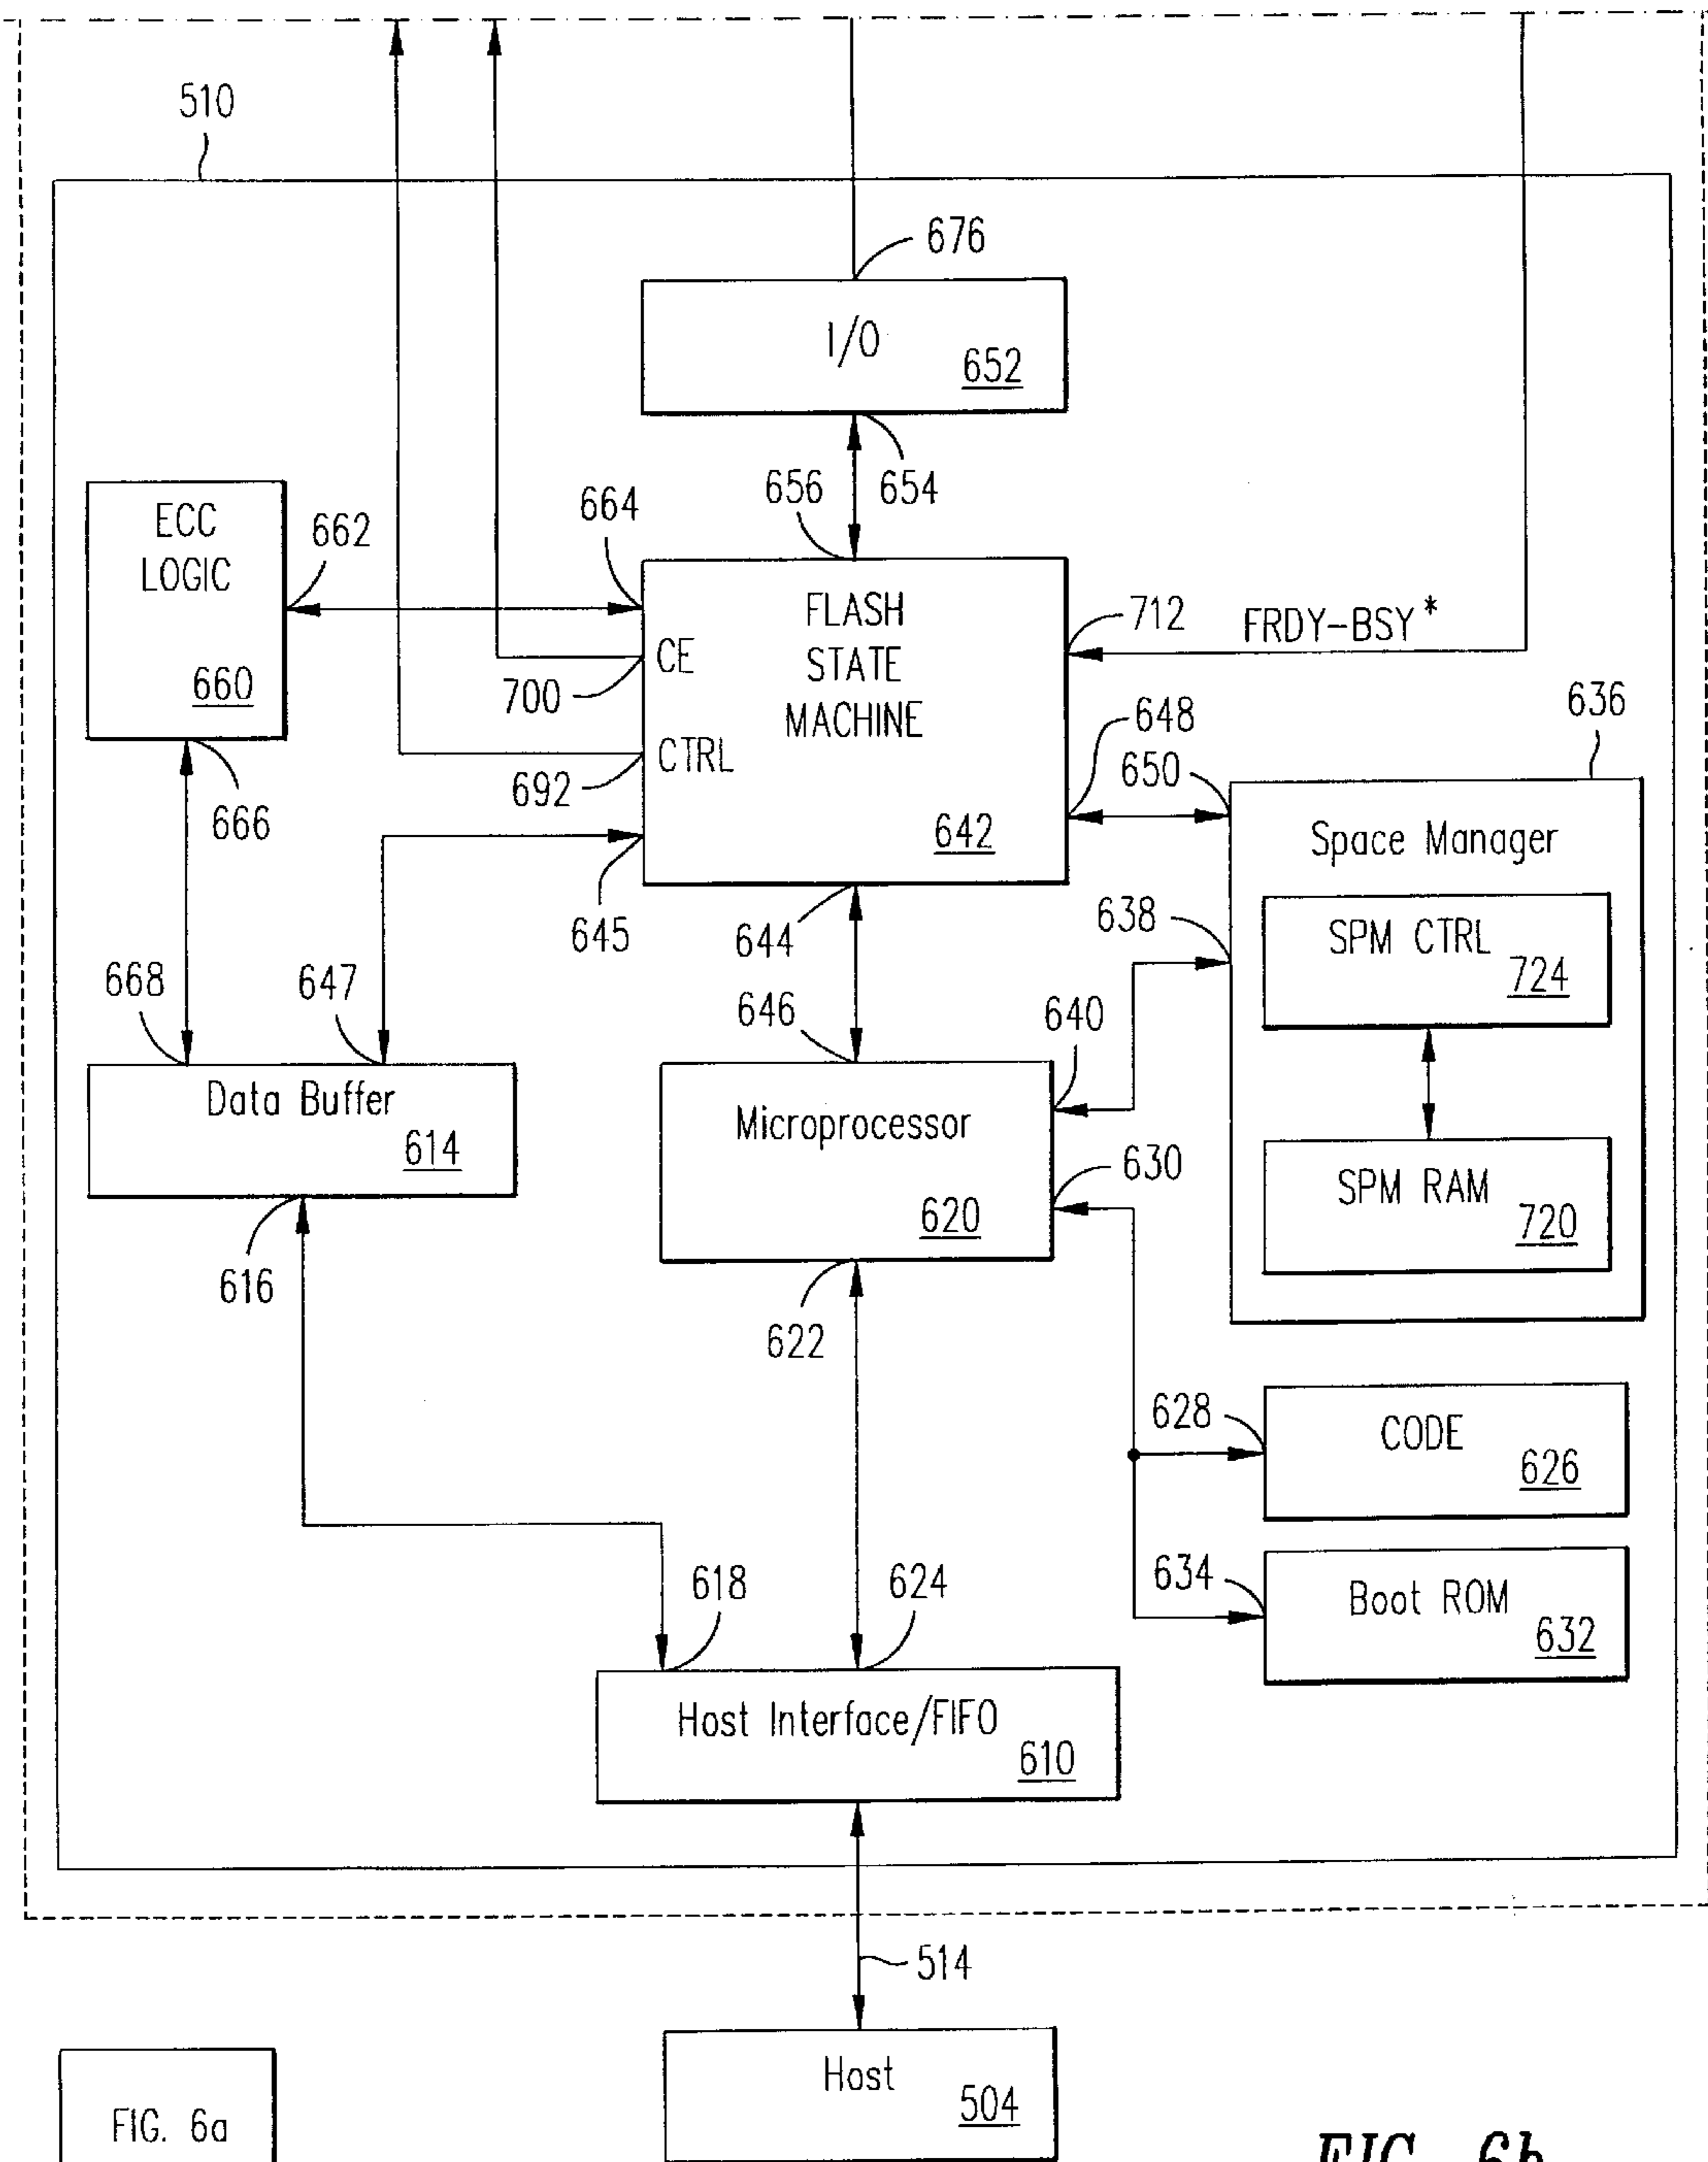 510
676
I/O
652
656
654
664
ECC
LOGIC
662
660
FLASH
STATE
MACHINE
CE
700
CTRL
692
642
712
FRDY-BSY*
648
650
636
Space Manager
638
SPM CTRL
724
SPM RAM
720
666
645
644
668
647
646
640
Data Buffer
614
Microprocessor
620
630
616
622
628
CODE
626
634
Boot ROM
632
618
624
Host Interface/FIFO
610
514
Host
504
FIG. 6a
FIG. 6b